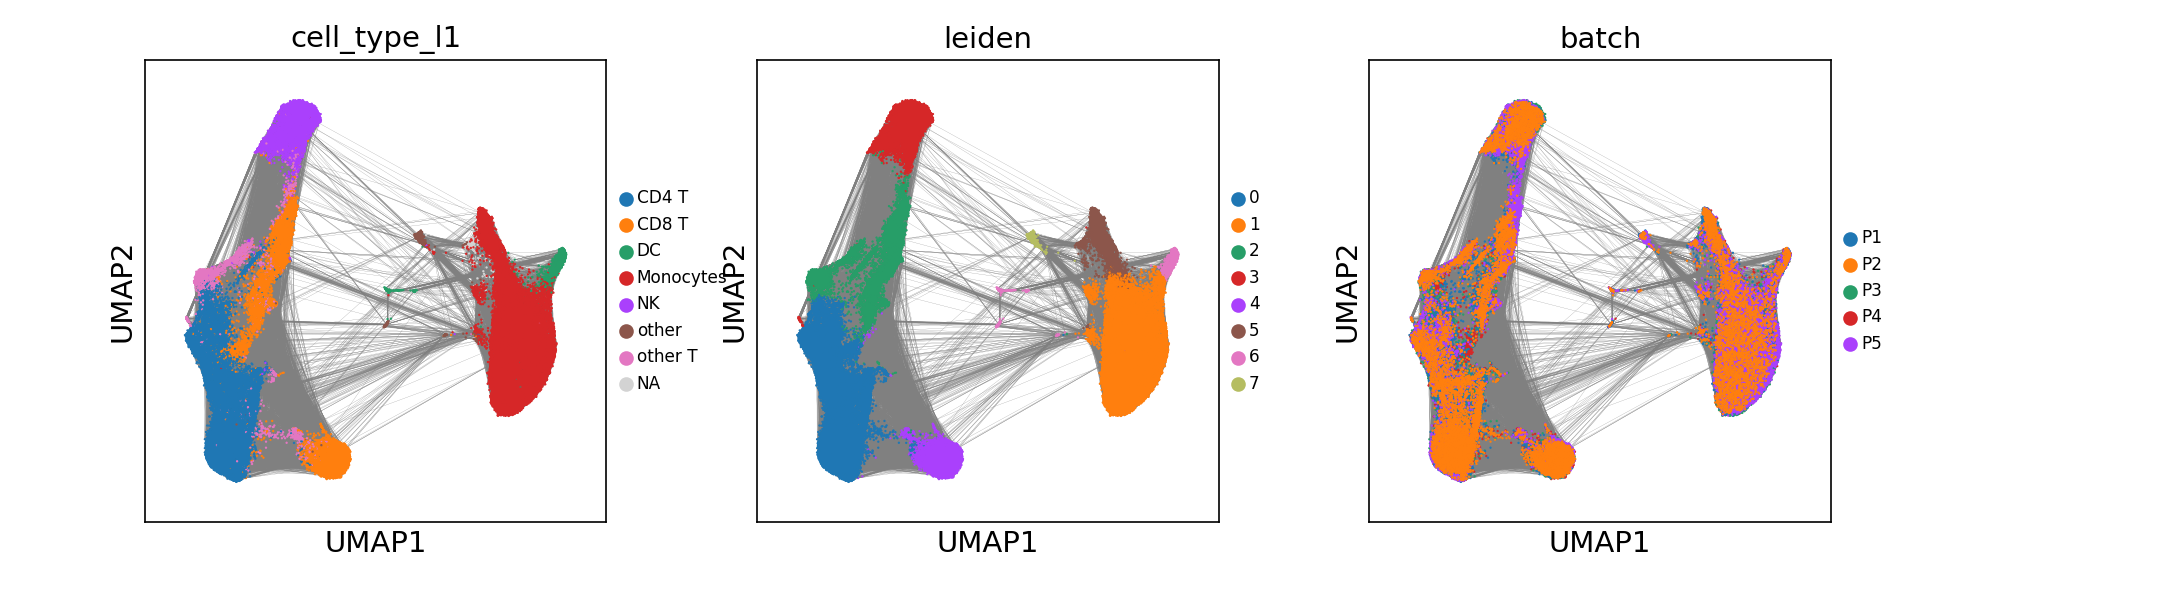 cell_type_l1
UMAP2
UMAP1
CD4 T
CD8 T
DC
Monocytes
NK
other
other T
NA
leiden
UMAP2
UMAP1
0
1
2
3
4
5
6
7
batch
UMAP2
UMAP1
P1
P2
P3
P4
P5